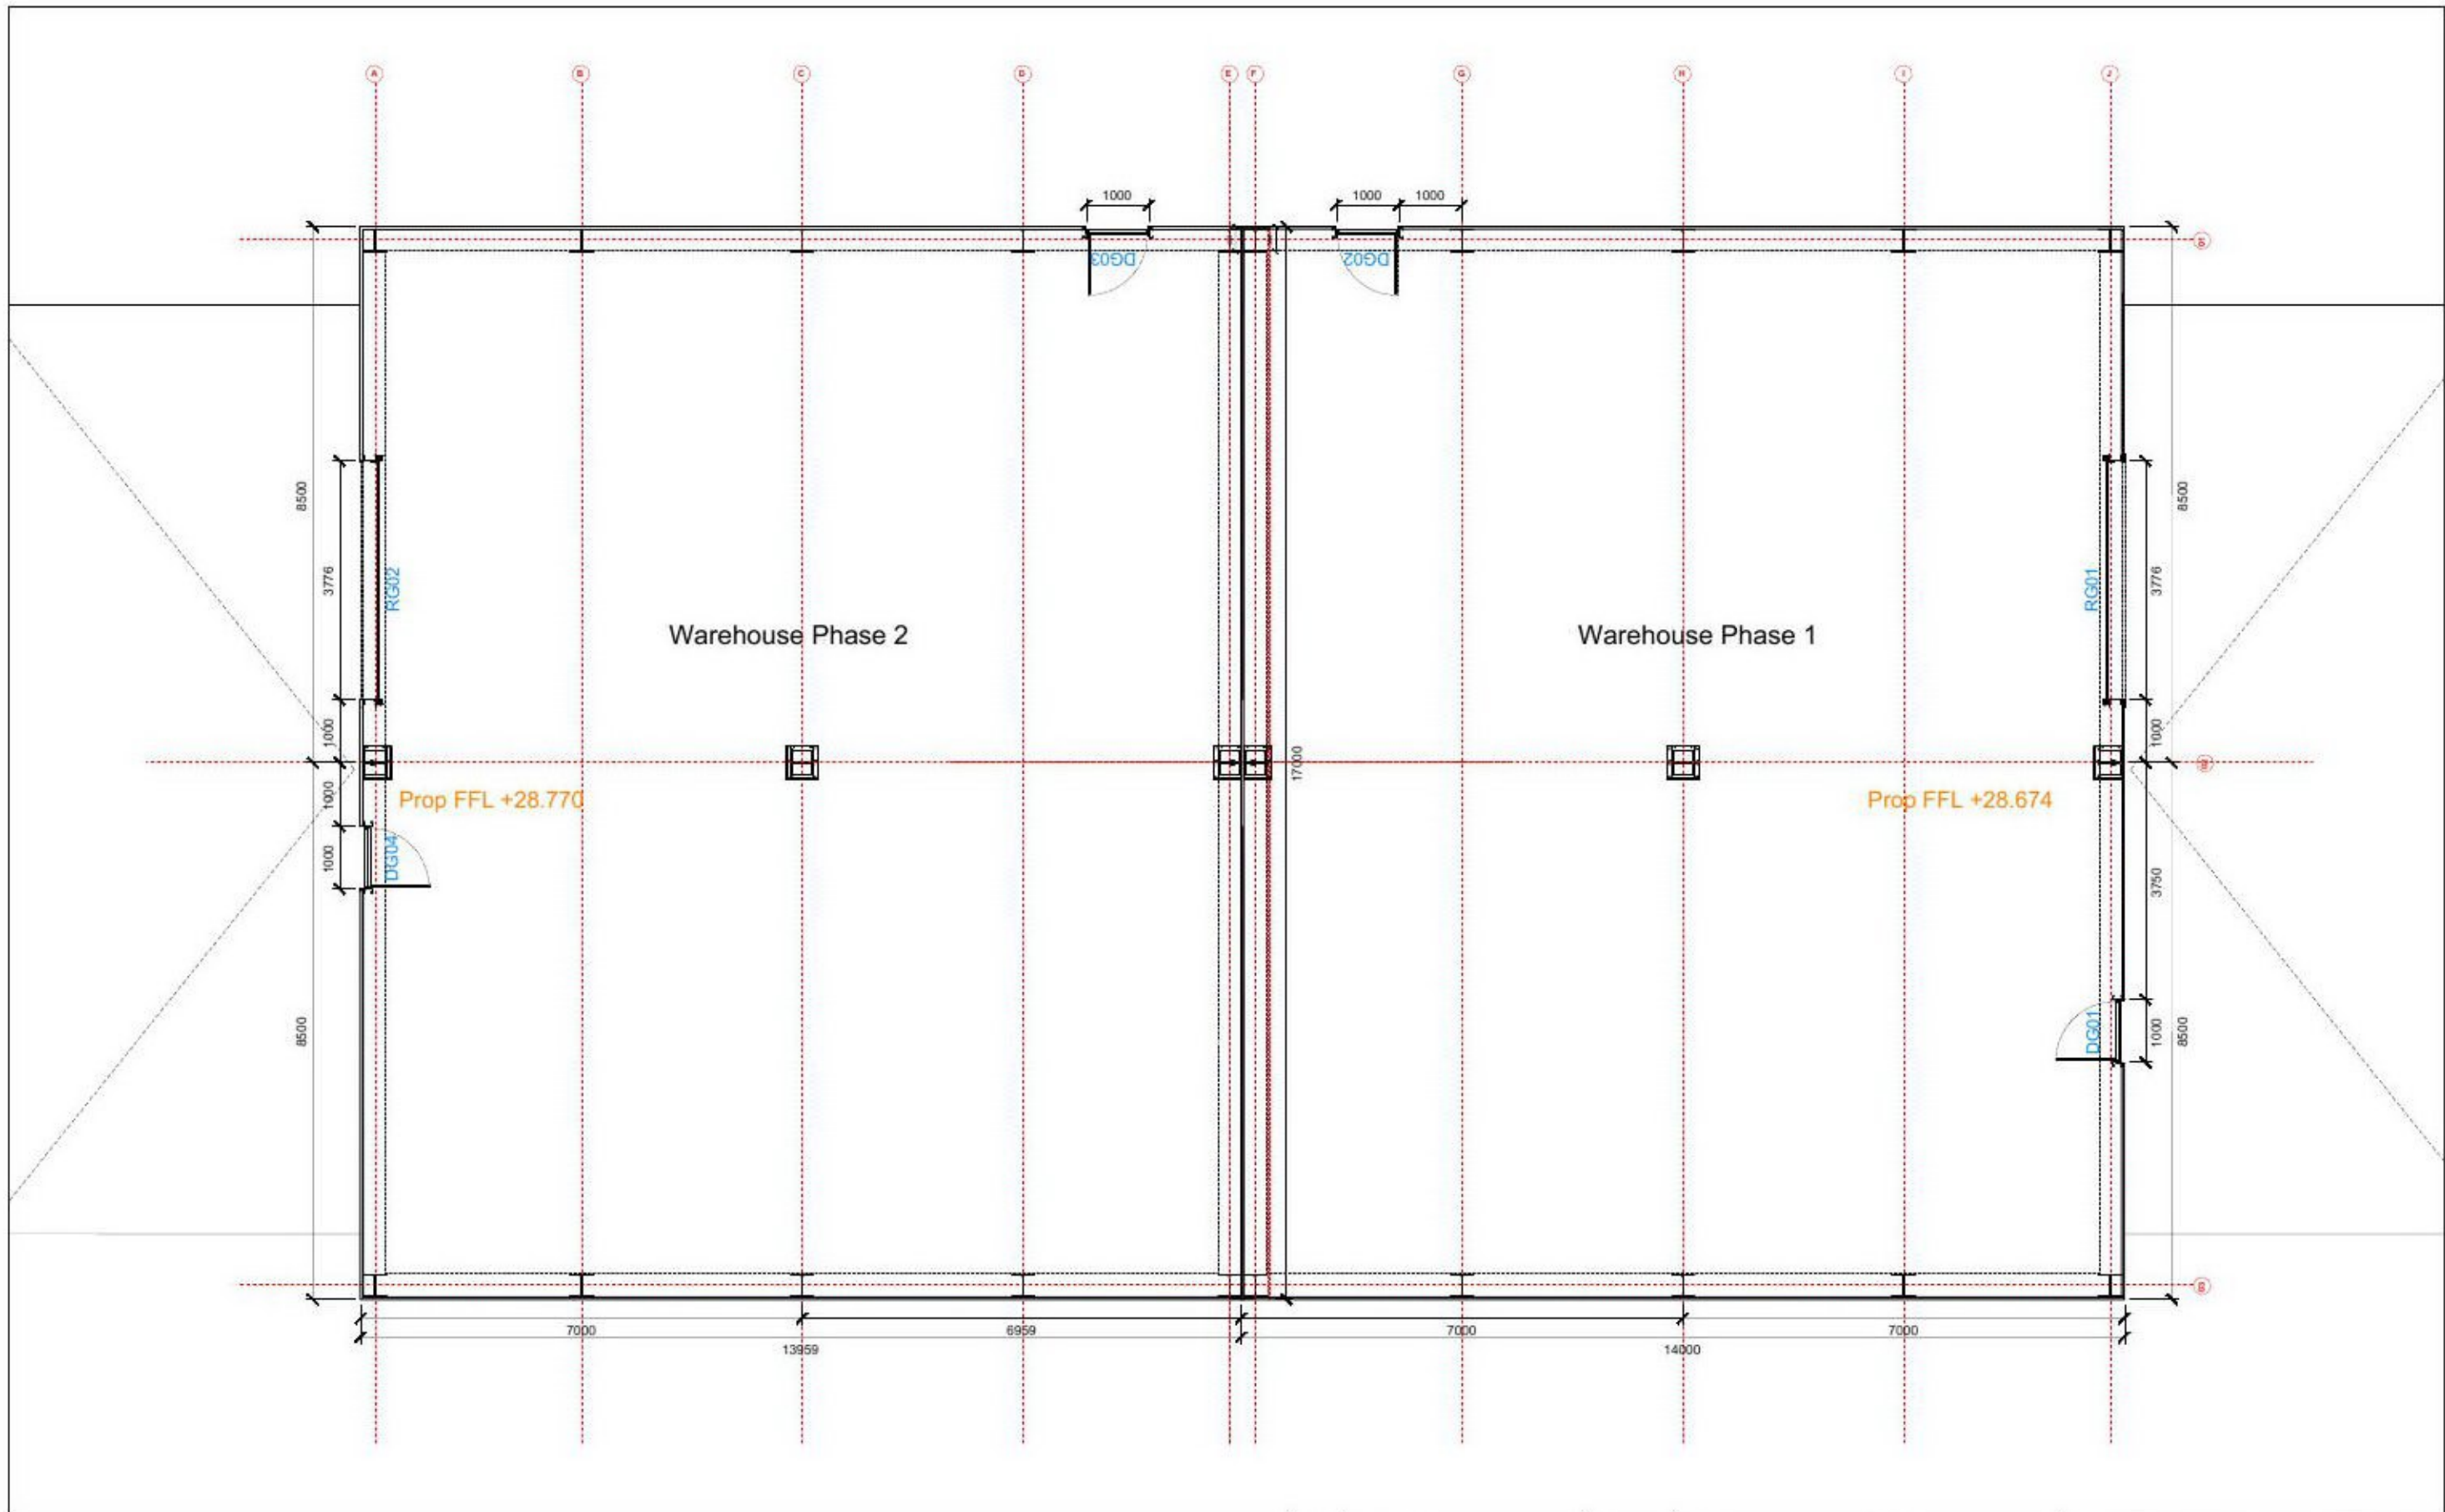 A B C D E F G H I J
1000 1000 1000
DG03 DG02
8500 8500
3776 3776
RG02 RG01
Warehouse Phase 2 Warehouse Phase 1
1000 1000
17000
Prop FFL +28.770 Prop FFL +28.674
1000
DG04
1000 3750
8500 DG01 1000 8500
7000 6959 7000 7000
13959 14000